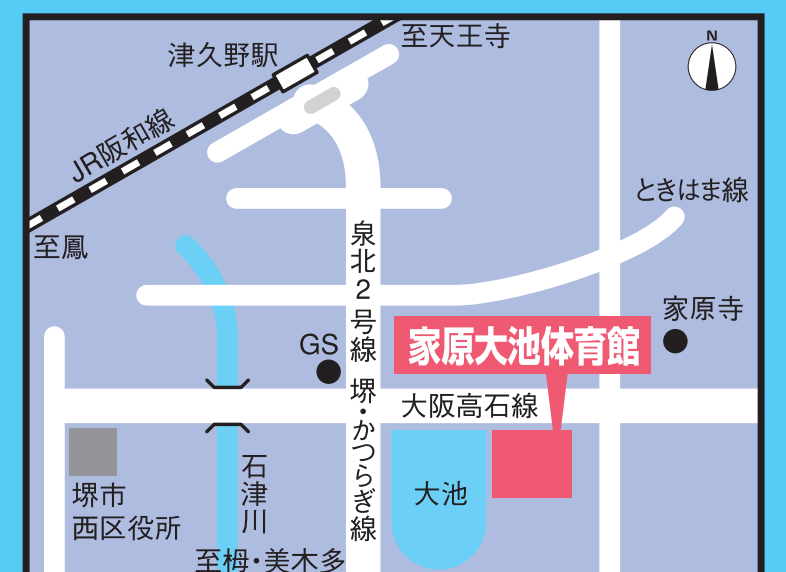 至天王寺
N
津久野駅
JR阪和線
ときはま線
至鳳
泉北2号線 堺・かつらぎ線
家原寺
GS
家原大池体育館
大阪高石線
堺市
西区役所
石津川
大池
至栂・美木多